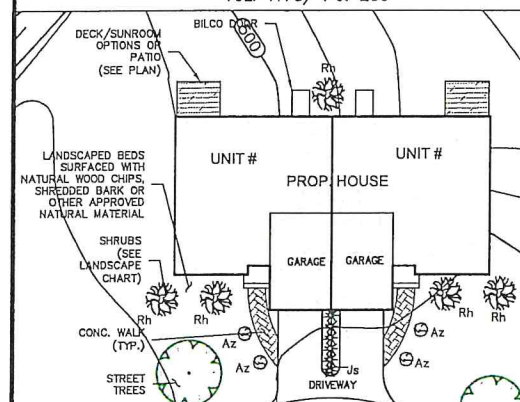 BILCO DOOR
600
DECK/SUNROOM
OPTIONS OR
PATIO
(SEE PLAN)
Rh
UNIT #
UNIT #
PROP. HOUSE
LANDSCAPED BEDS
SURFACED WITH
NATURAL WOOD CHIPS,
SHREDDED BARK OR
OTHER APPROVED
NATURAL MATERIAL
GARAGE
GARAGE
SHRUBS
(SEE
LANDSCAPE
CHART)
Rh
Rh
Rh
Rh
CONC. WALK
(TYP.)
Az
Az
Az
Az
Js
DRIVEWAY
STREET
TREES